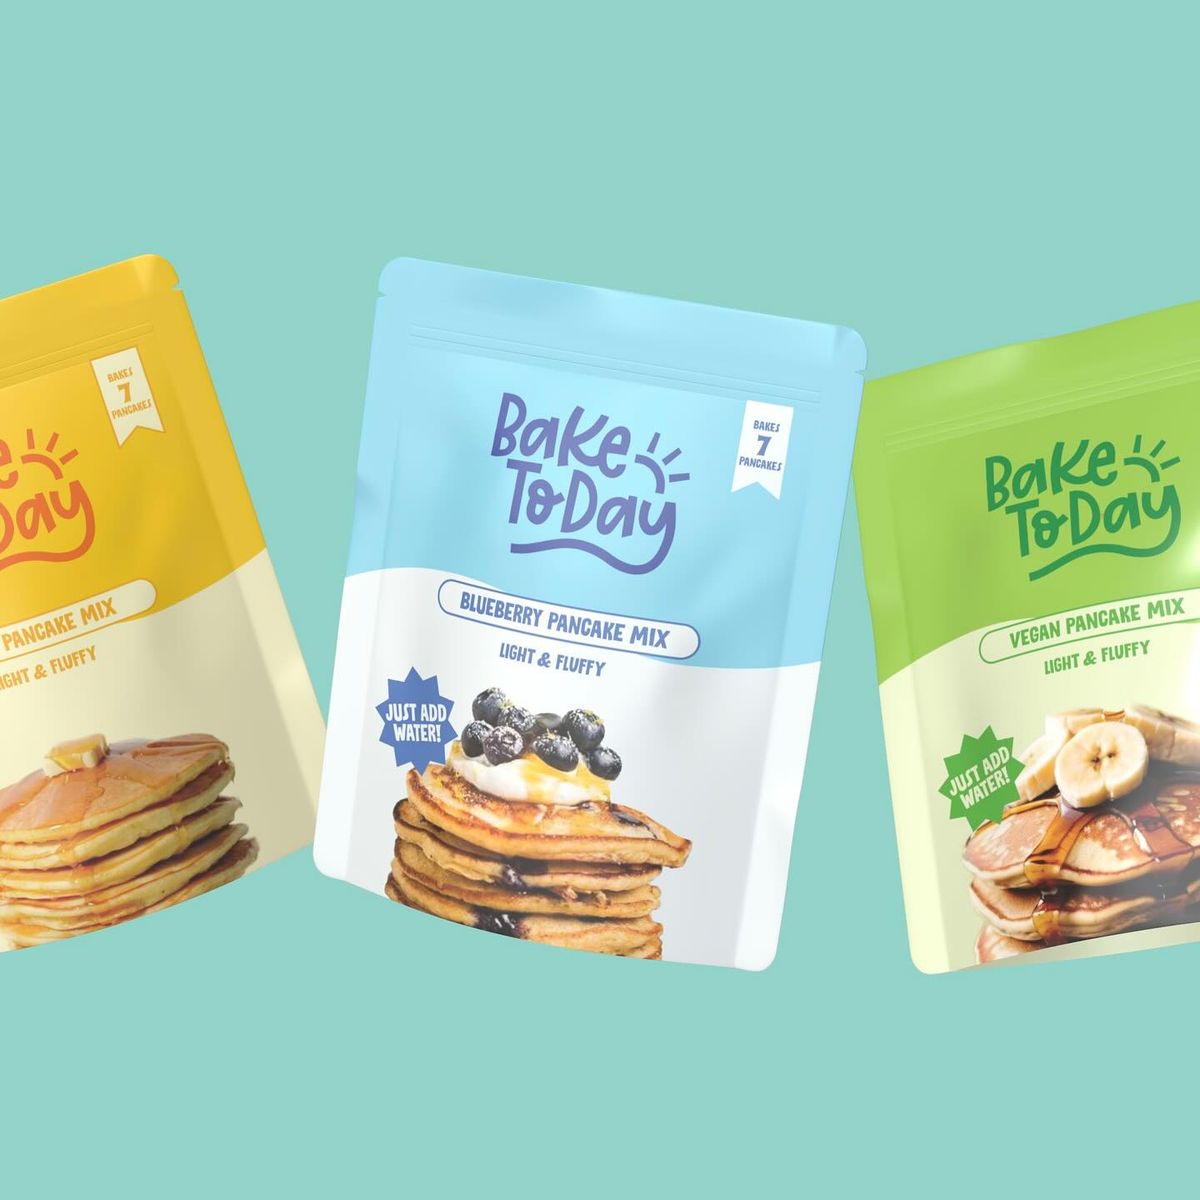 BAKES
7
PANCAKES
e
Day
PANCAKE MIX
LIGHT & FLUFFY
Bake
ToDay
BAKES
7
PANCAKES
BLUEBERRY PANCAKE MIX
LIGHT & FLUFFY
JUST ADD
WATER!
Bake
ToDay
VEGAN PANCAKE MIX
LIGHT & FLUFFY
JUST ADD
WATER!